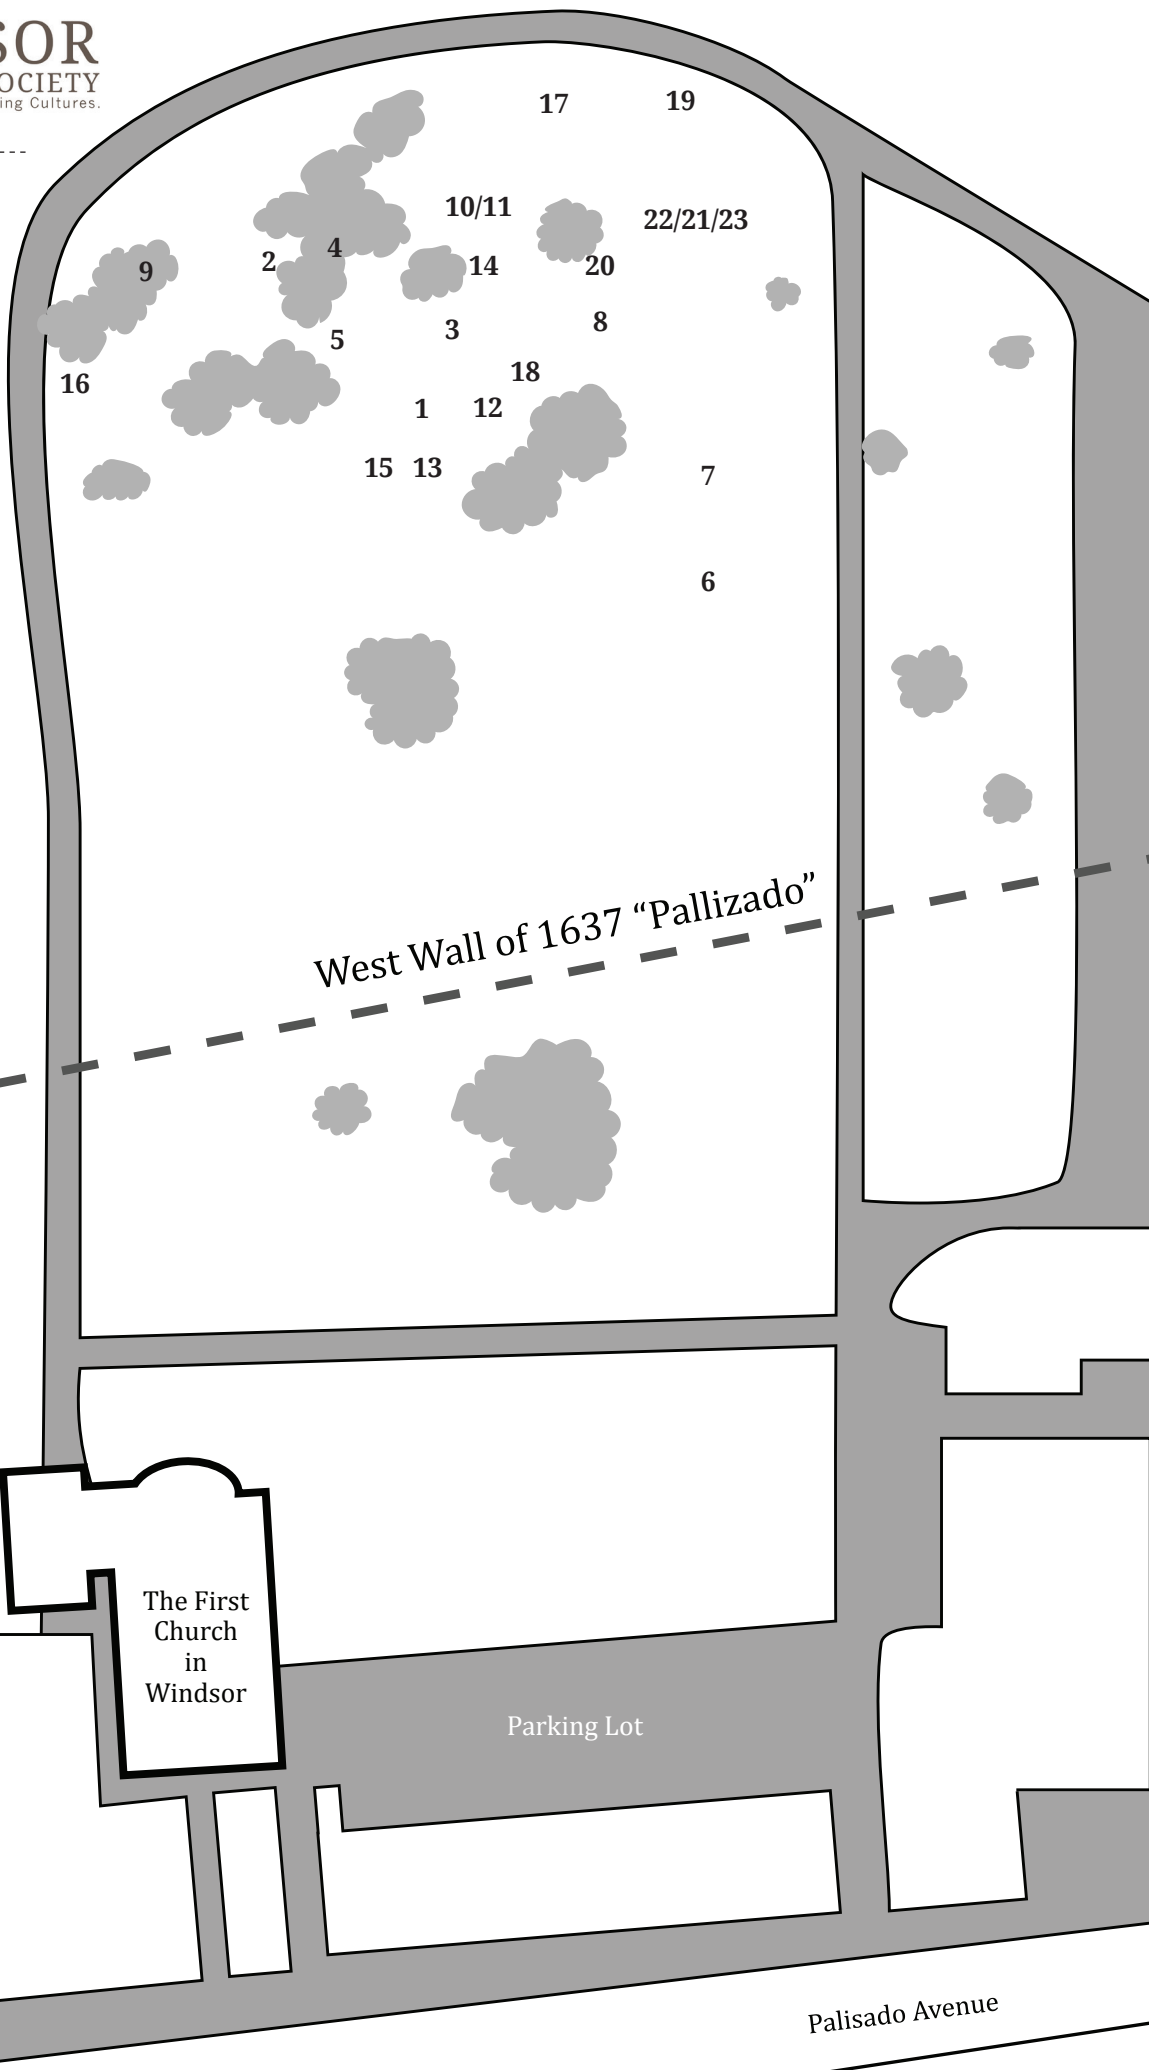 SOR
OCIETY
ing Cultures.
17
19
10/11
22/21/23
4
2
9
14
20
5
3
8
16
18
1
12
15
13
7
6
West Wall of 1637 “Pallizado”
The First
Church
in
Windsor
Parking Lot
Palisado Avenue